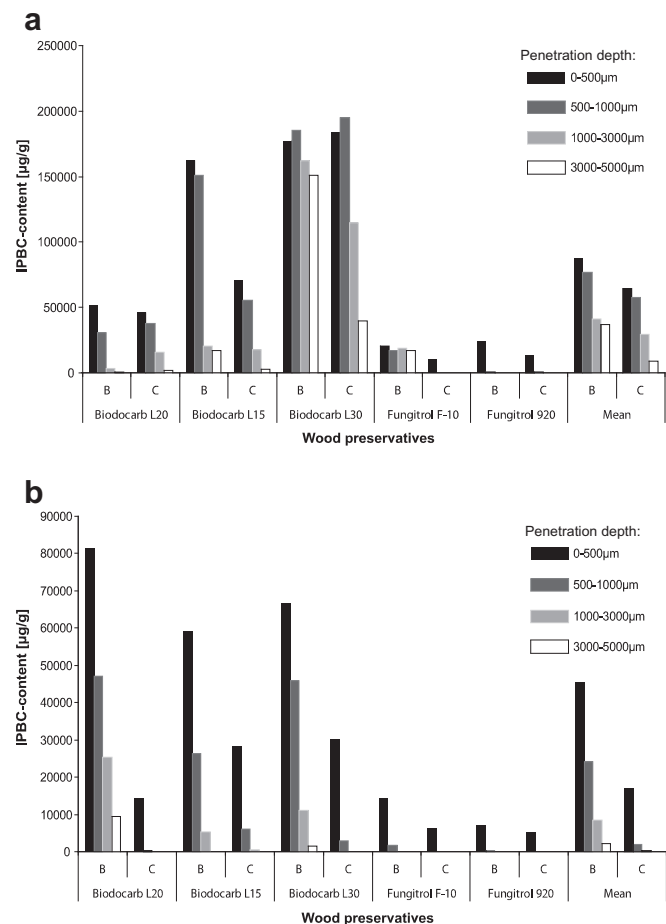 a
250000
200000
150000
100000
50000
0
IPBC-content [µg/g]
Penetration depth:
0-500µm
500-1000µm
1000-3000µm
3000-5000µm
B C B C B C B C B C B C
Biodocarb L20 Biodocarb L15 Biodocarb L30 Fungitrol F-10 Fungitrol 920 Mean
Wood preservatives
b
90000
80000
70000
60000
50000
40000
30000
20000
10000
0
IPBC-content [µg/g]
Penetration depth:
0-500µm
500-1000µm
1000-3000µm
3000-5000µm
B C B C B C B C B C B C
Biodocarb L20 Biodocarb L15 Biodocarb L30 Fungitrol F-10 Fungitrol 920 Mean
Wood preservatives